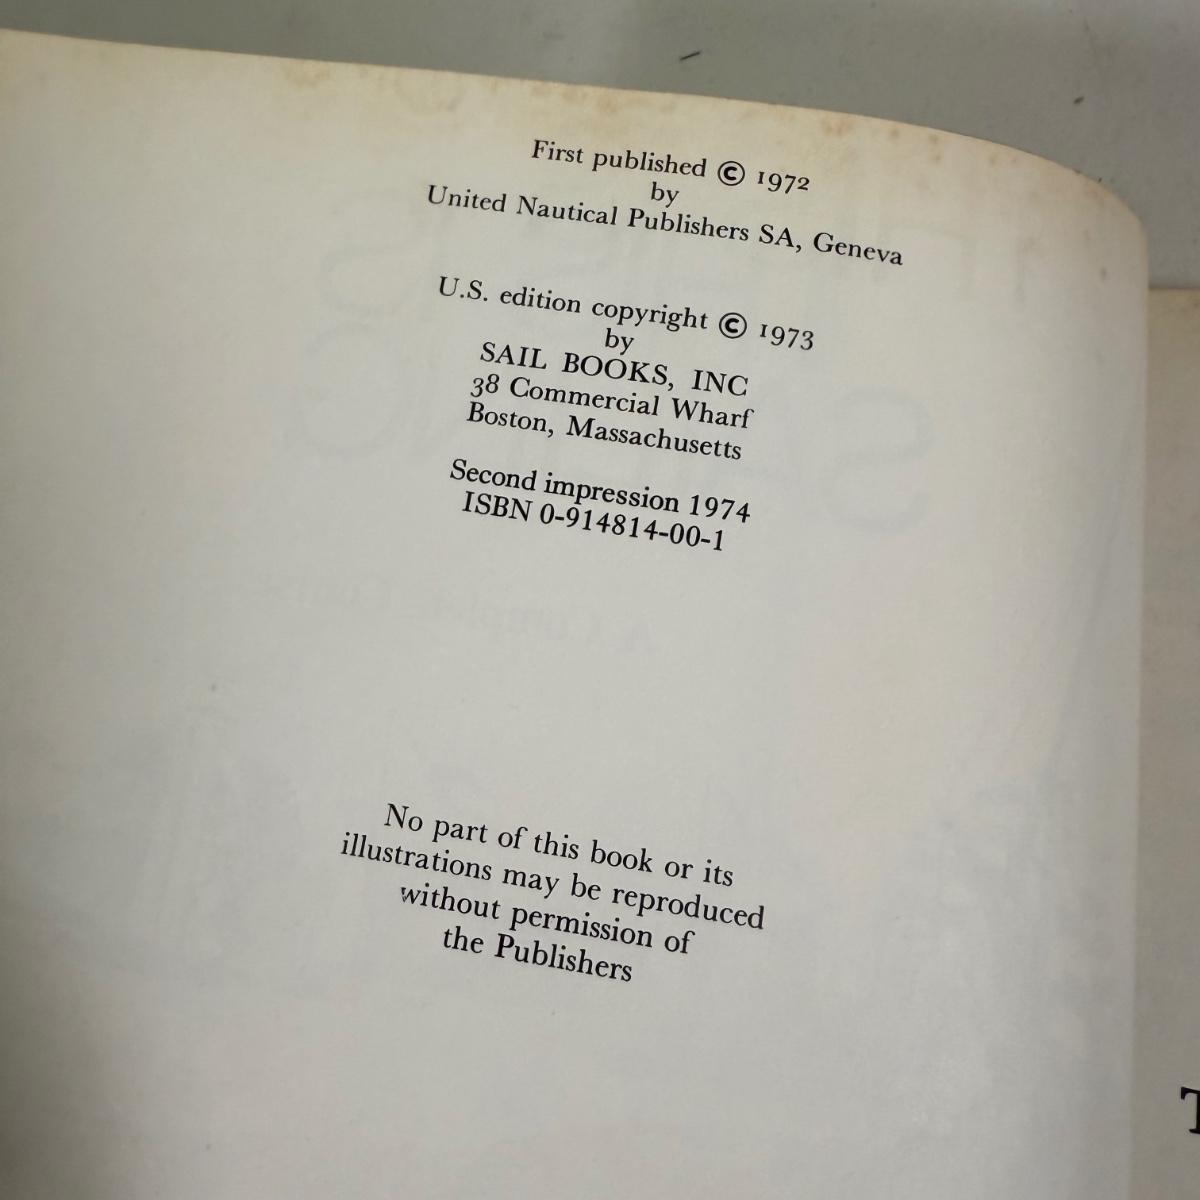 First published © 1972
by
United Nautical Publishers SA, Geneva
U.S. edition copyright © 1973
by
SAIL BOOKS, INC
38 Commercial Wharf
Boston, Massachusetts
Second impression 1974
ISBN 0-914814-00-1
No part of this book or its
illustrations may be reproduced
without permission of
the Publishers